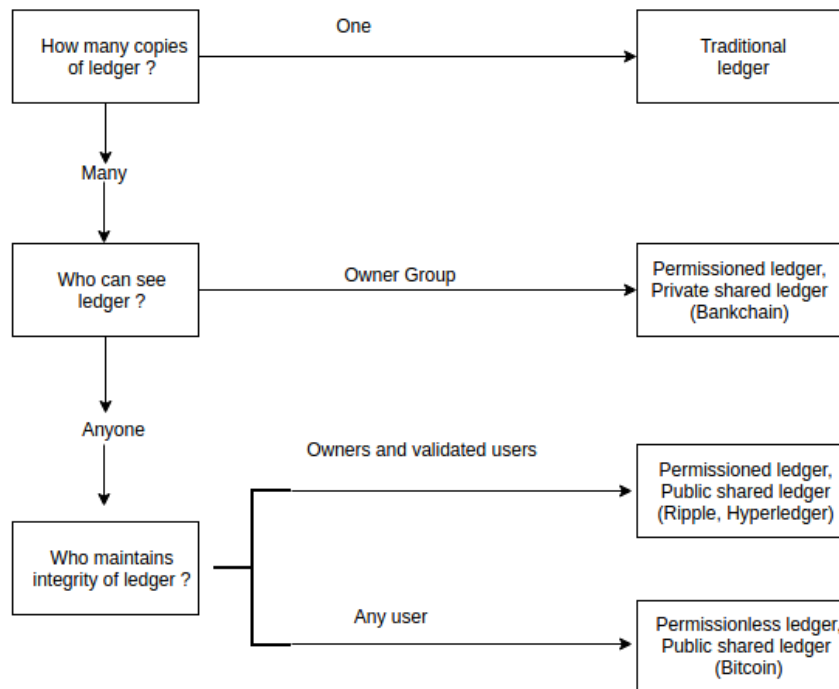 How many copies
of ledger ?
One
Traditional
ledger
Many
Who can see
ledger ?
Owner Group
Permissioned ledger,
Private shared ledger
(Bankchain)
Anyone
Owners and validated users
Permissioned ledger,
Public shared ledger
(Ripple, Hyperledger)
Who maintains
integrity of ledger ?
Any user
Permissionless ledger,
Public shared ledger
(Bitcoin)